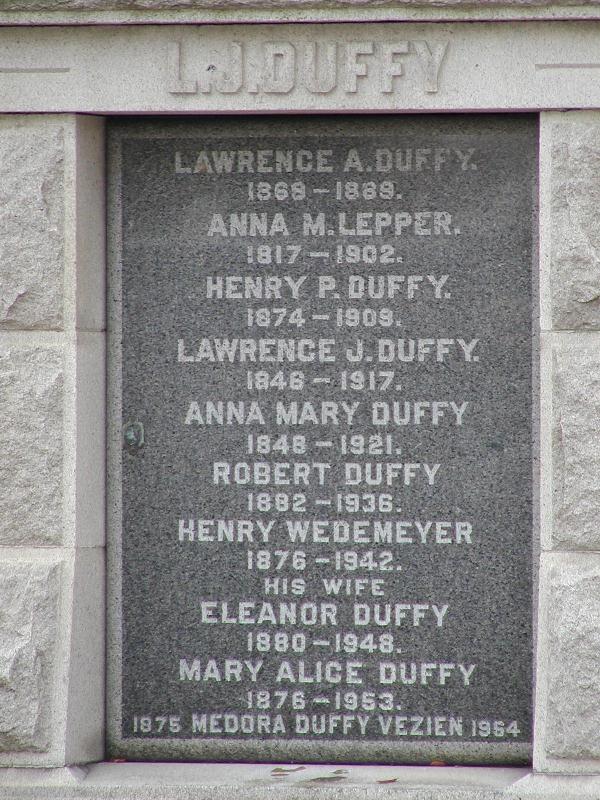 L.J.DUFFY
LAWRENCE A.DUFFY.
1869 – 1889.
ANNA M.LEPPER.
1817 – 1902.
HENRY P.DUFFY.
1874 – 1909.
LAWRENCE J.DUFFY.
1846 – 1917.
ANNA MARY DUFFY
1848 – 1921.
ROBERT DUFFY
1882 – 1936.
HENRY WEDEMEYER
1876 – 1942.
HIS WIFE
ELEANOR DUFFY
1880 – 1948.
MARY ALICE DUFFY
1876 – 1953.
1875 MEDORA DUFFY VEZIEN 1964